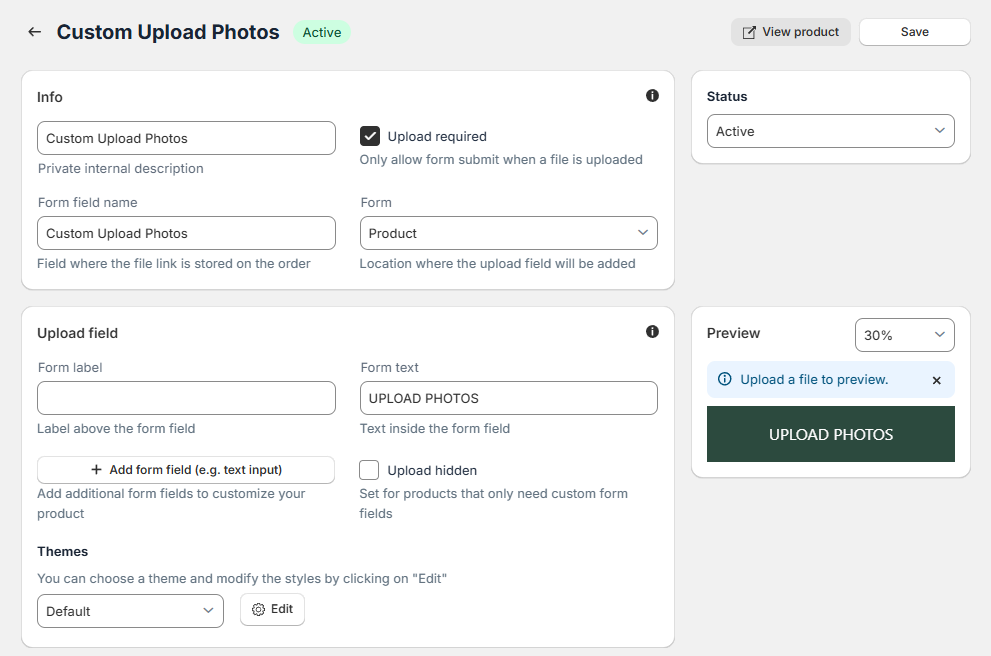 Custom Upload Photos
Active
View product
Save
Info
Custom Upload Photos
Private internal description
Upload required
Only allow form submit when a file is uploaded
Form field name
Custom Upload Photos
Field where the file link is stored on the order
Form
Product
Location where the upload field will be added
Status
Active
Upload field
Form label
Label above the form field
Form text
UPLOAD PHOTOS
Text inside the form field
+ Add form field (e.g. text input)
Add additional form fields to customize your
product
Upload hidden
Set for products that only need custom form
fields
Themes
You can choose a theme and modify the styles by clicking on "Edit"
Default
Edit
Preview
30%
Upload a file to preview.
UPLOAD PHOTOS